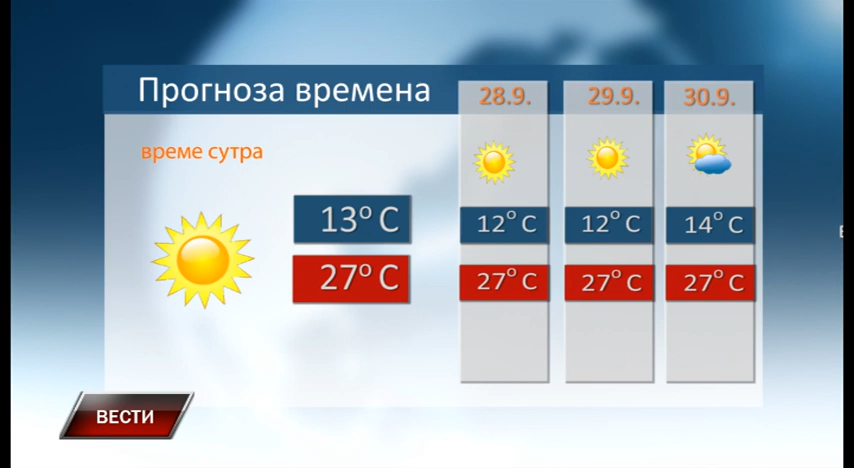 Прогноза времена
време сутра
13° C
27° C
28.9. 29.9. 30.9.
12° C 12° C 14° C
27° C 27° C 27° C
ВЕСТИ